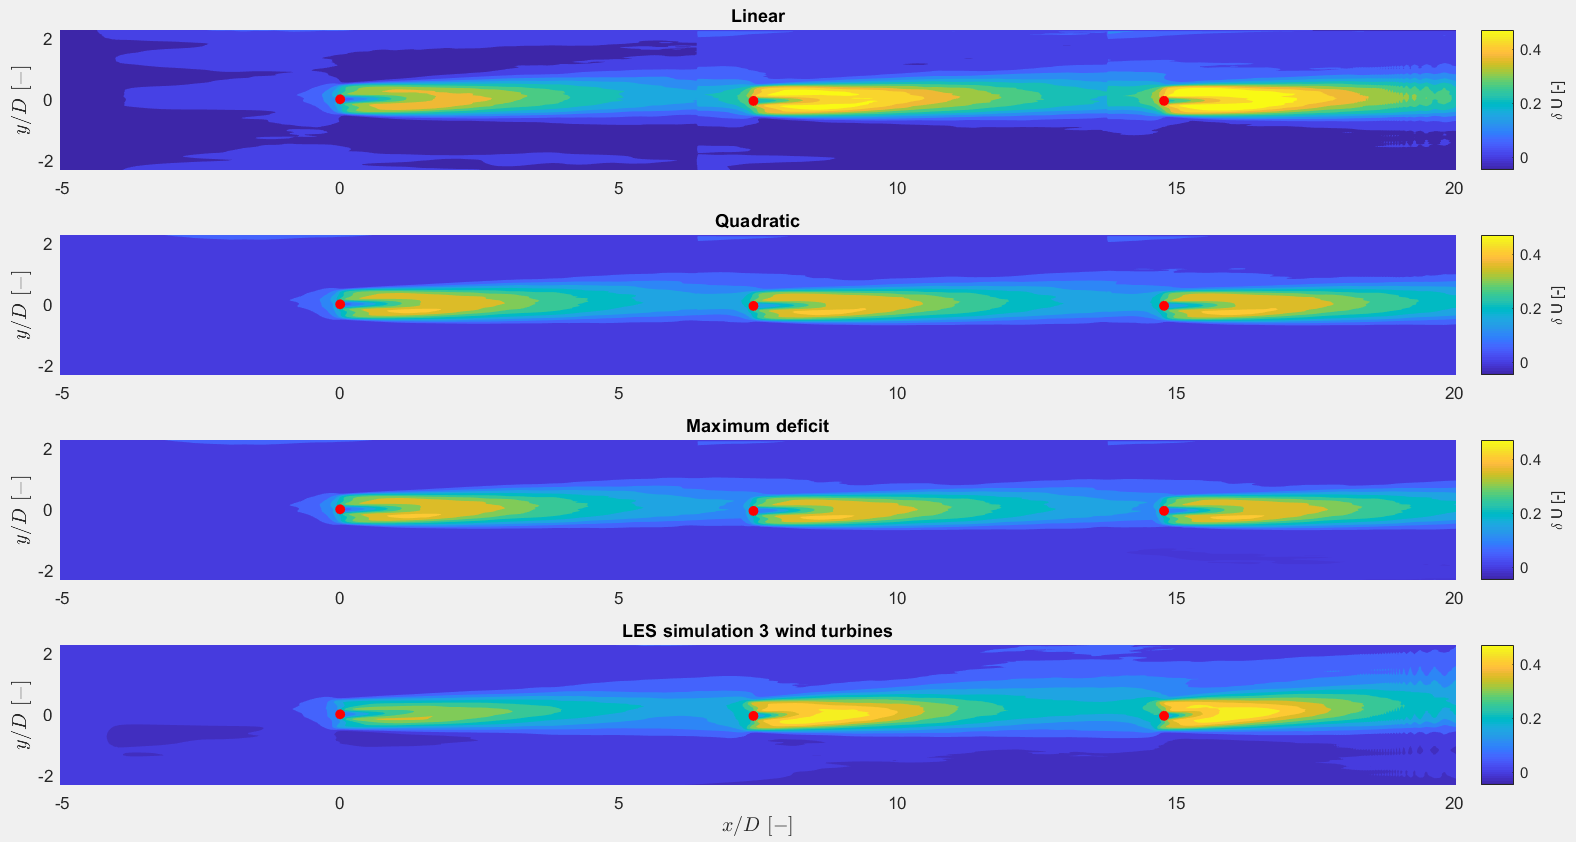 Linear
2
0
-2
y/D [−]
-5 0 5 10 15 20
0.4
0.2
0
δ U [-]
Quadratic
2
0
-2
y/D [−]
-5 0 5 10 15 20
0.4
0.2
0
δ U [-]
Maximum deficit
2
0
-2
y/D [−]
-5 0 5 10 15 20
0.4
0.2
0
δ U [-]
LES simulation 3 wind turbines
2
0
-2
y/D [−]
-5 0 5 10 15 20
x/D [−]
0.4
0.2
0
δ U [-]